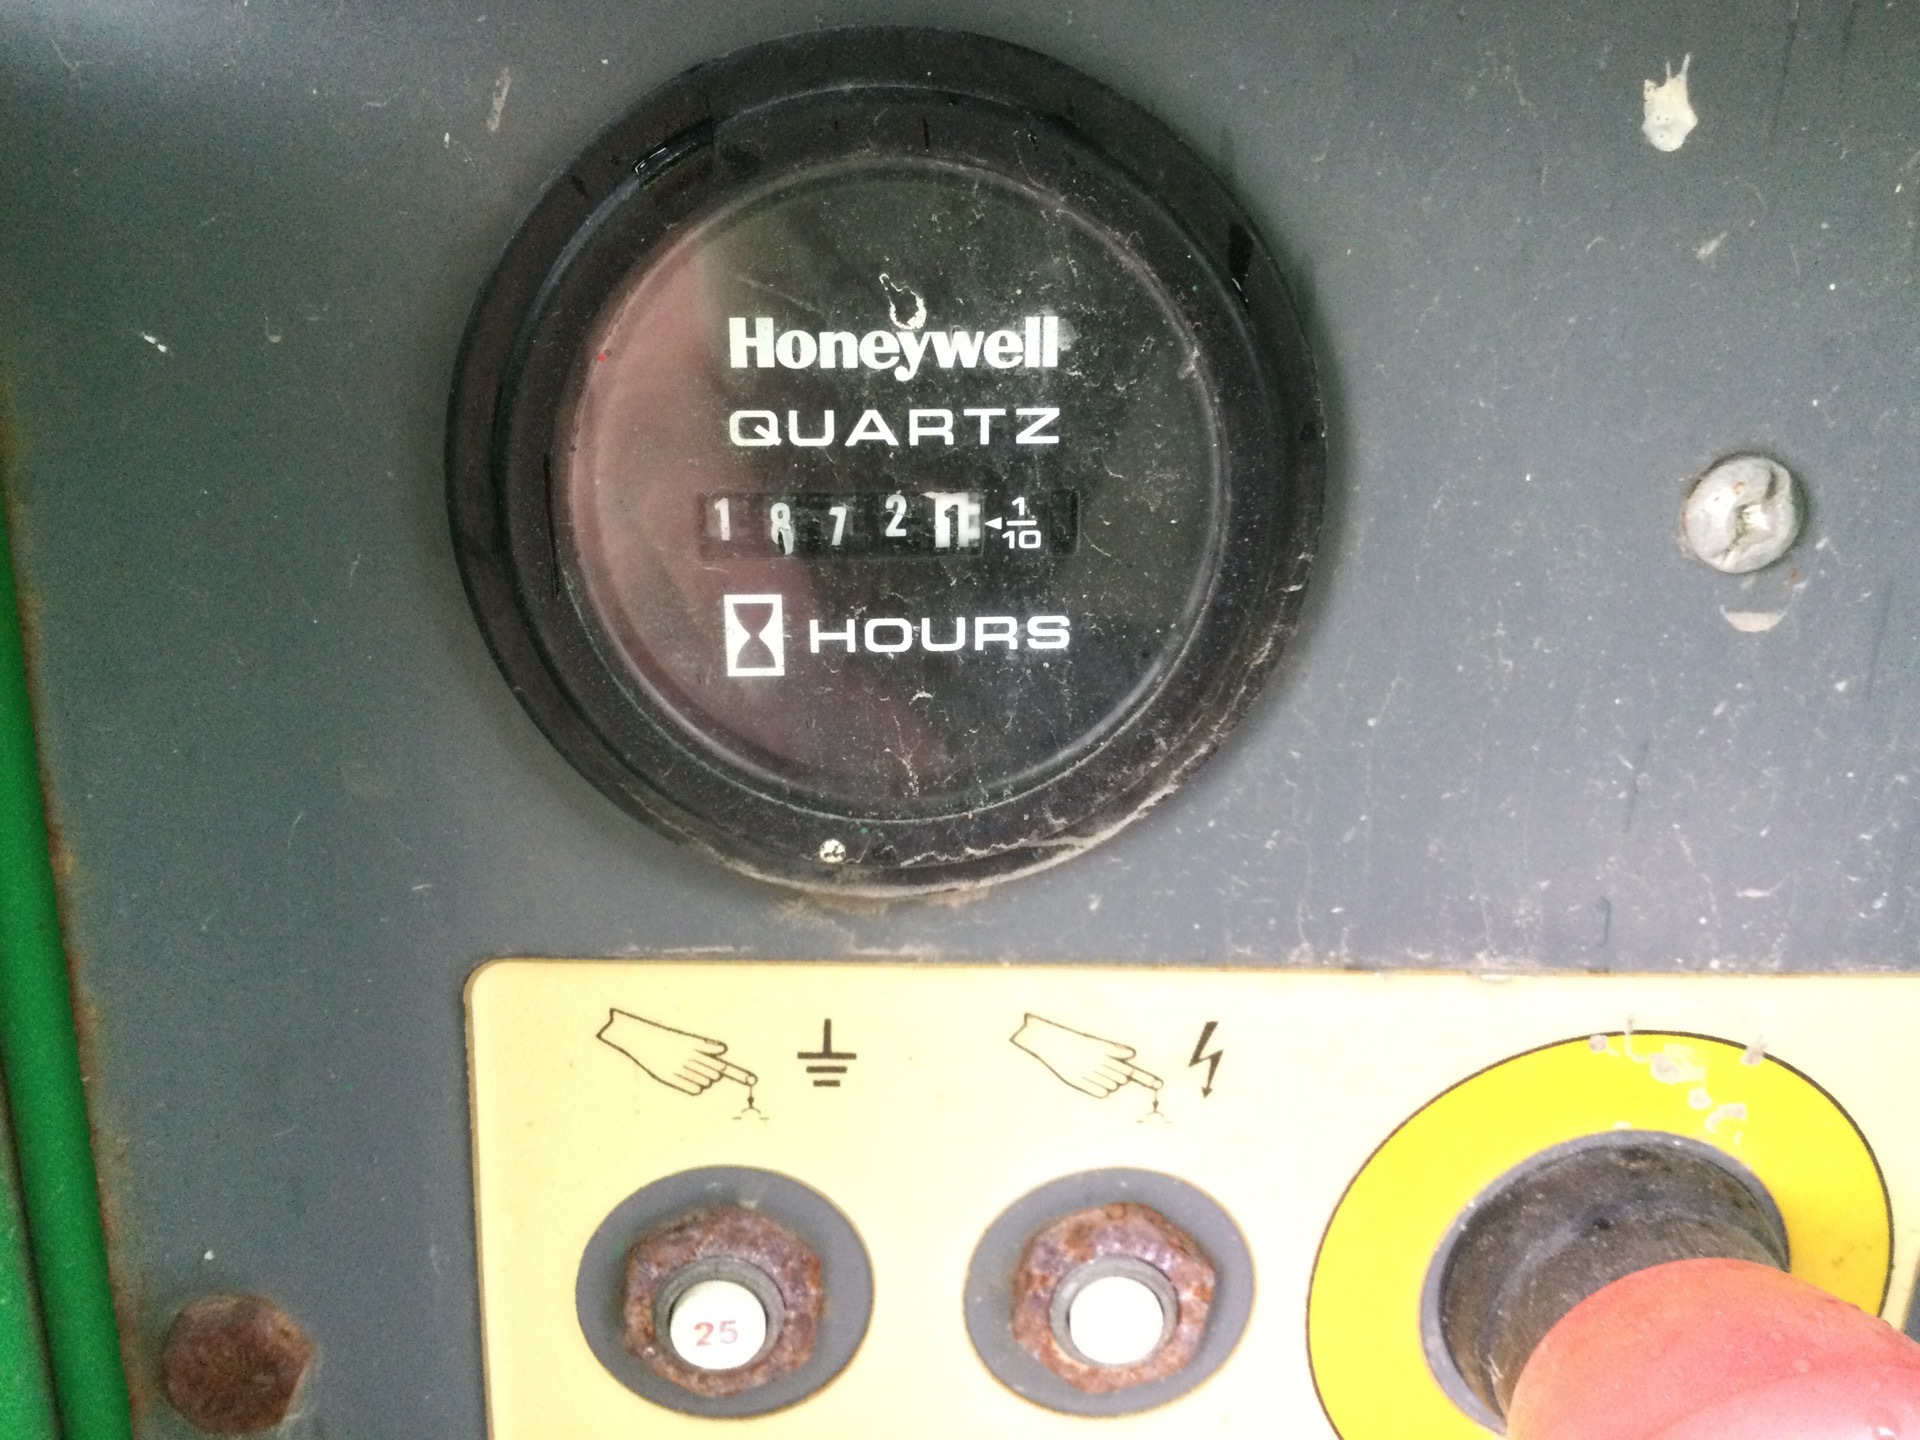 Honeywell
QUARTZ
1 8 7 2 1 ◄ 1/10
HOURS
25